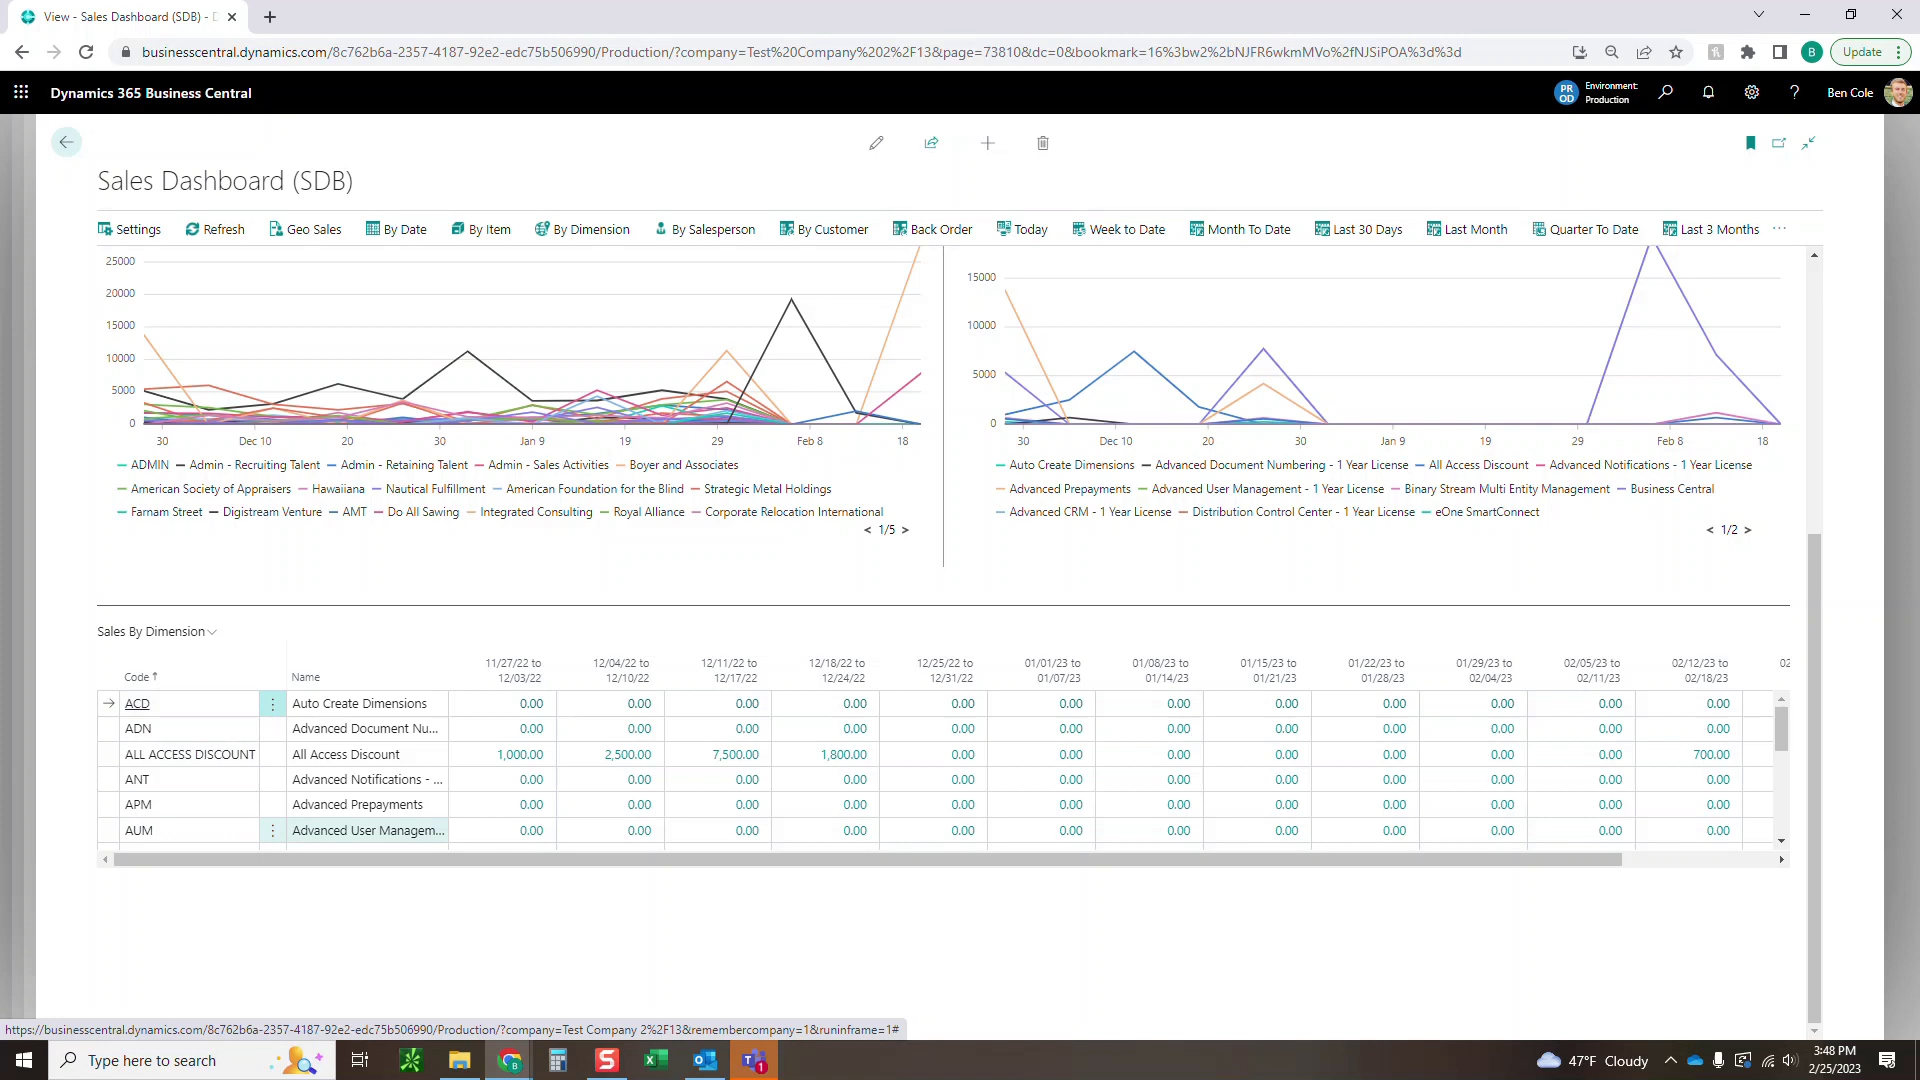 View - Sales Dashboard (SDB) - D
businesscentral.dynamics.com/8c762b6a-2357-4187-92e2-edc75b506990/Production/?company=Test%20Company%202%2F13&page=73810&dc=0&bookmark=16%3bw2%2bNJFR6wkmMVo%2fNJSiPOA%3d%3d
B
Update
Dynamics 365 Business Central
PR
OD
Environment:
Production
?
Ben Cole
Sales Dashboard (SDB)
Settings Refresh Geo Sales By Date By Item By Dimension By Salesperson By Customer Back Order Today Week to Date Month To Date Last 30 Days Last Month Quarter To Date Last 3 Months ...
25000
20000
15000
10000
5000
0
30 Dec 10 20 30 Jan 9 19 29 Feb 8 18
ADMIN Admin - Recruiting Talent Admin - Retaining Talent Admin - Sales Activities Boyer and Associates
American Society of Appraisers Hawaiiana Nautical Fulfillment American Foundation for the Blind Strategic Metal Holdings
Farnam Street Digistream Venture AMT Do All Sawing Integrated Consulting Royal Alliance Corporate Relocation International
< 1/5 >
15000
10000
5000
0
30 Dec 10 20 30 Jan 9 19 29 Feb 8 18
Auto Create Dimensions Advanced Document Numbering - 1 Year License All Access Discount Advanced Notifications - 1 Year License
Advanced Prepayments Advanced User Management - 1 Year License Binary Stream Multi Entity Management Business Central
Advanced CRM - 1 Year License Distribution Control Center - 1 Year License eOne SmartConnect
< 1/2 >
Sales By Dimension
11/27/22 to 12/04/22 to 12/11/22 to 12/18/22 to 12/25/22 to 01/01/23 to 01/08/23 to 01/15/23 to 01/22/23 to 01/29/23 to 02/05/23 to 02/12/23 to 02
Code ↑ Name 12/03/22 12/10/22 12/17/22 12/24/22 12/31/22 01/07/23 01/14/23 01/21/23 01/28/23 02/04/23 02/11/23 02/18/23
ACD Auto Create Dimensions 0.00 0.00 0.00 0.00 0.00 0.00 0.00 0.00 0.00 0.00 0.00 0.00
ADN Advanced Document Nu... 0.00 0.00 0.00 0.00 0.00 0.00 0.00 0.00 0.00 0.00 0.00 0.00
ALL ACCESS DISCOUNT All Access Discount 1,000.00 2,500.00 7,500.00 1,800.00 0.00 0.00 0.00 0.00 0.00 0.00 0.00 700.00
ANT Advanced Notifications - ... 0.00 0.00 0.00 0.00 0.00 0.00 0.00 0.00 0.00 0.00 0.00 0.00
APM Advanced Prepayments 0.00 0.00 0.00 0.00 0.00 0.00 0.00 0.00 0.00 0.00 0.00 0.00
AUM Advanced User Managem... 0.00 0.00 0.00 0.00 0.00 0.00 0.00 0.00 0.00 0.00 0.00 0.00
https://businesscentral.dynamics.com/8c762b6a-2357-4187-92e2-edc75b506990/Production/?company=Test Company 2%2F13&remembercompany=1&runinframe=1#
Type here to search
47°F Cloudy
3:48 PM
2/25/2023